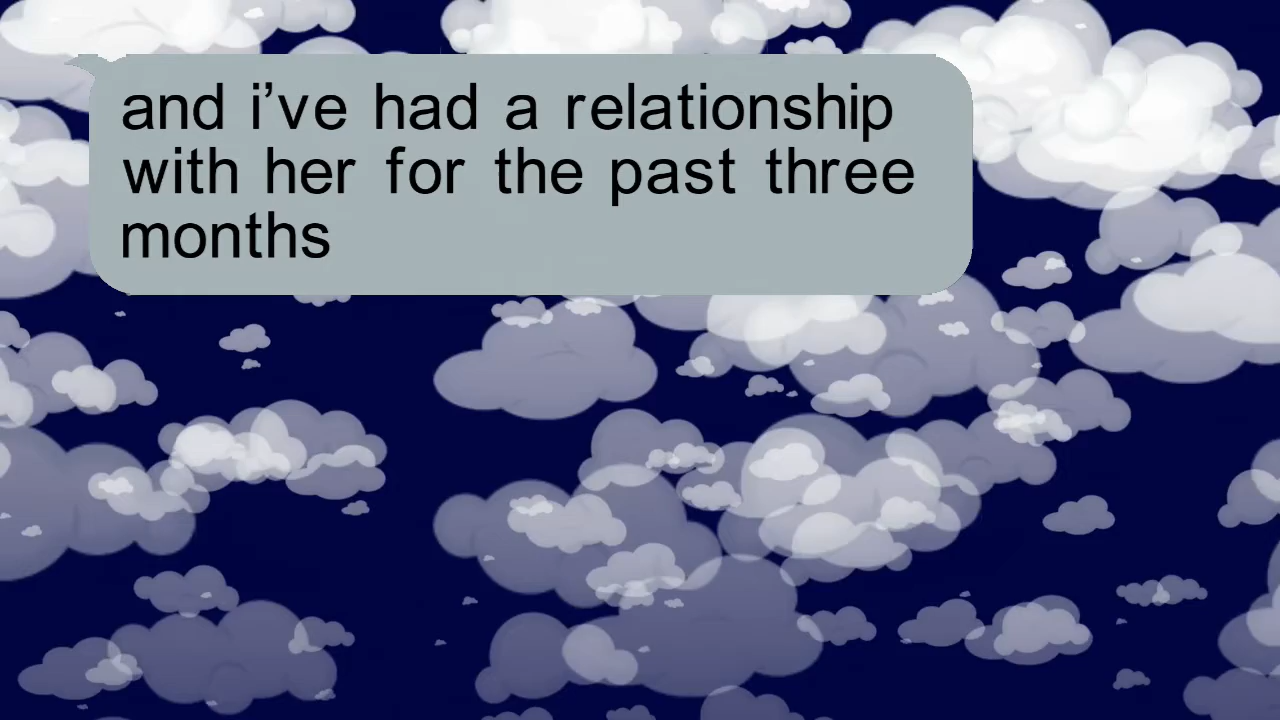 and i’ve had a relationship
with her for the past three
months